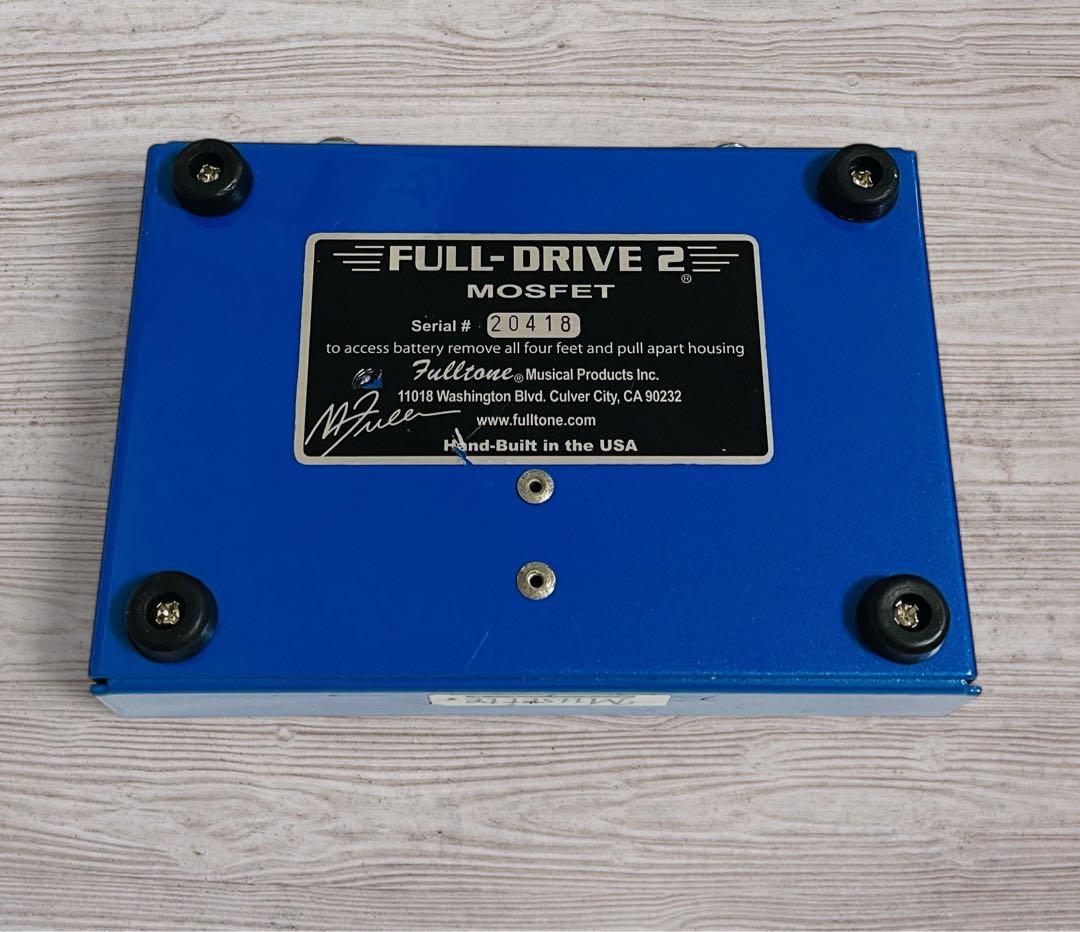 FULL-DRIVE 2®
MOSFET
Serial # 20418
to access battery remove all four feet and pull apart housing
Fulltone® Musical Products Inc.
11018 Washington Blvd. Culver City, CA 90232
www.fulltone.com
Hand-Built in the USA